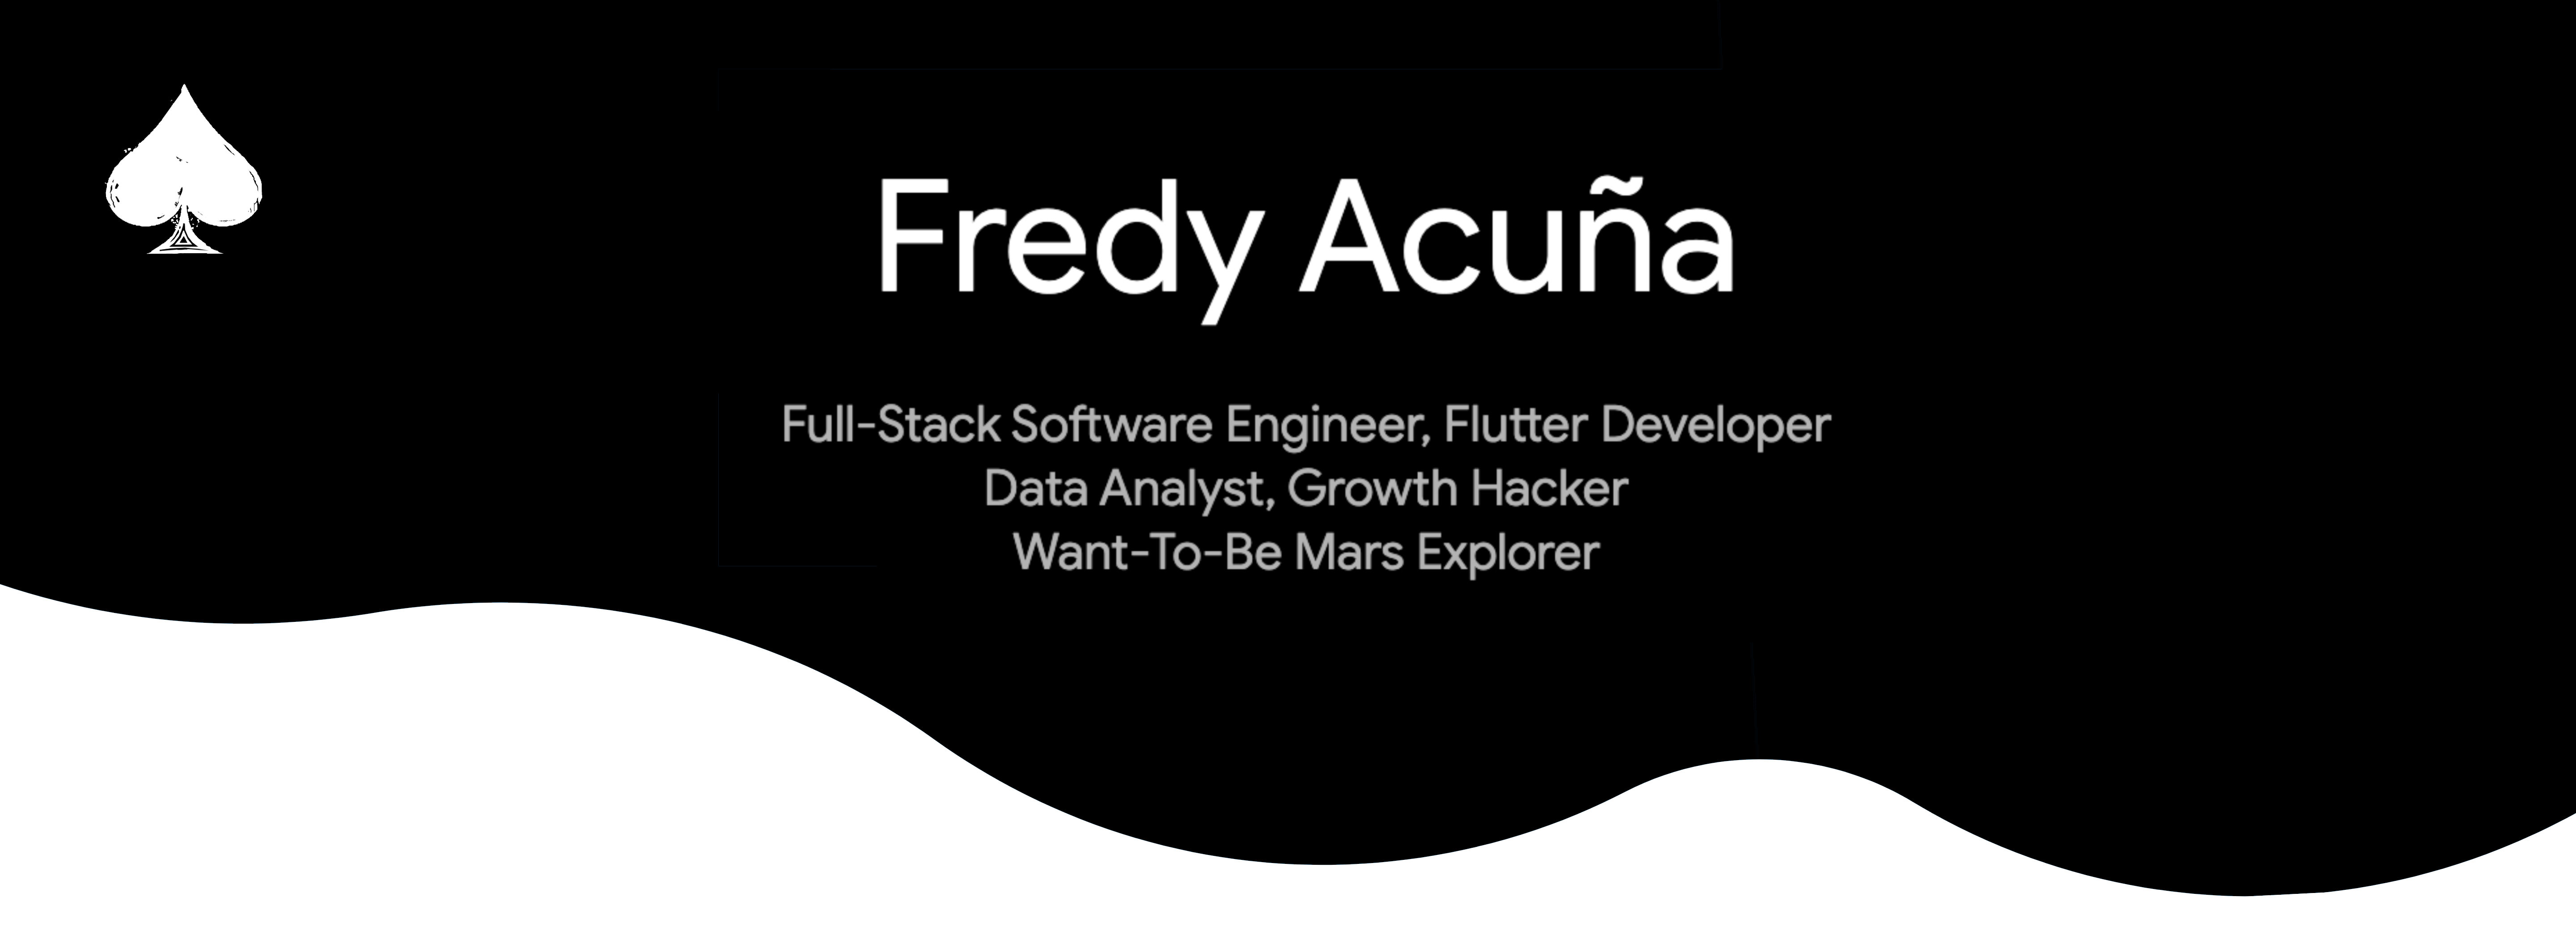 Fredy Acuña
Full-Stack Software Engineer, Flutter Developer
Data Analyst, Growth Hacker
Want-To-Be Mars Explorer